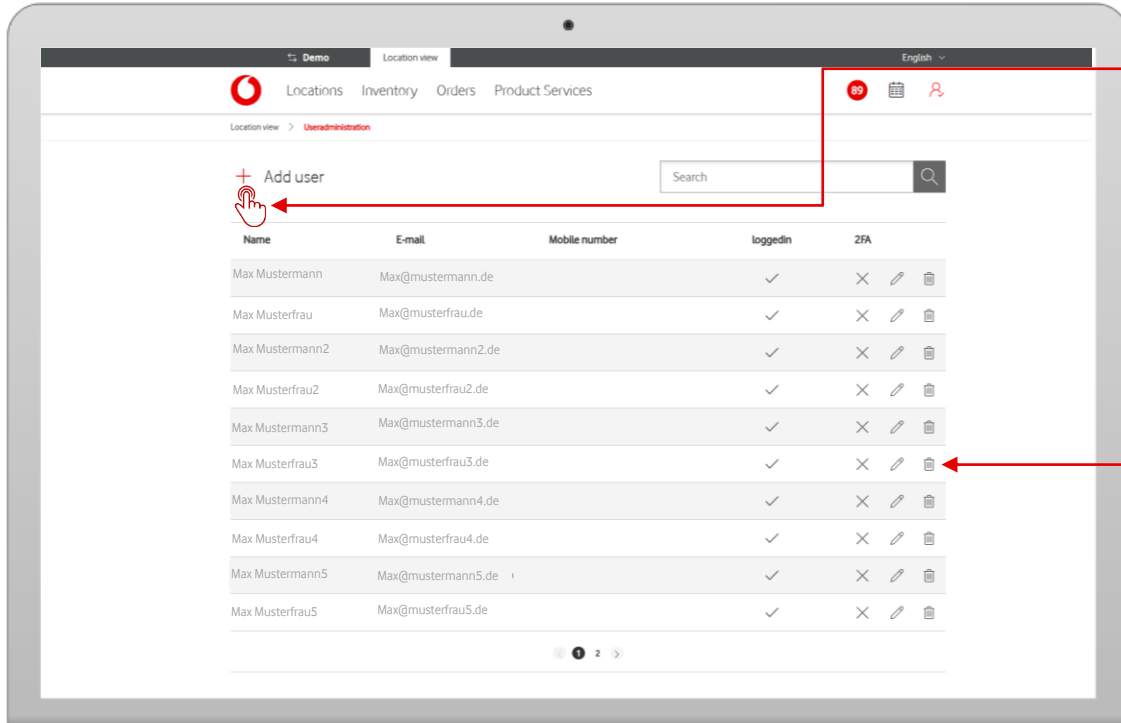 Demo Location view English
Locations Inventory Orders Product Services 89
Location view > Useradministration
+ Add user Search
Name E-mail Mobile number loggedin 2FA
Max Mustermann Max@mustermann.de
Max Musterfrau Max@musterfrau.de
Max Mustermann2 Max@mustermann2.de
Max Musterfrau2 Max@musterfrau2.de
Max Mustermann3 Max@mustermann3.de
Max Musterfrau3 Max@musterfrau3.de
Max Mustermann4 Max@mustermann4.de
Max Musterfrau4 Max@musterfrau4.de
Max Mustermann5 Max@mustermann5.de
Max Musterfrau5 Max@musterfrau5.de
1 2